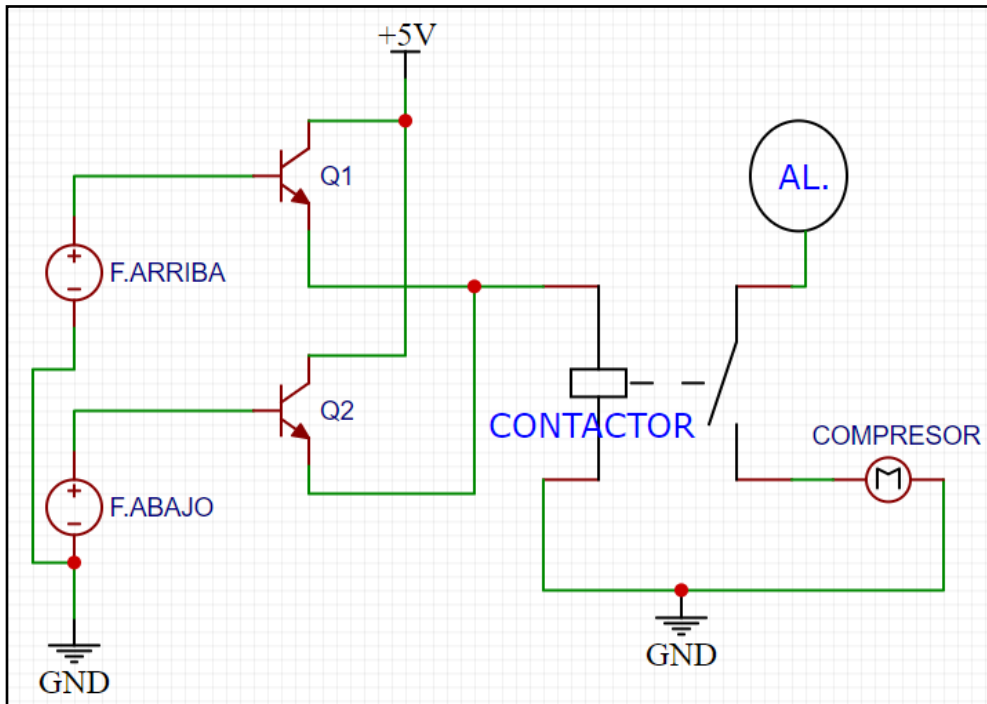 +5V
Q1
AL.
F.ARRIBA
Q2
CONTACTOR
COMPRESOR
F.ABAJO
GND
GND